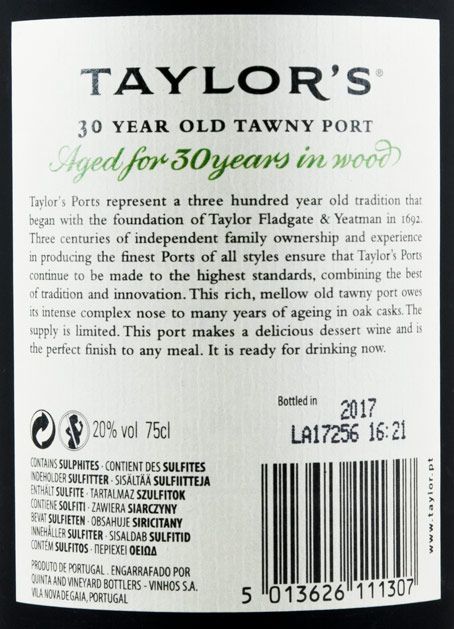 TAYLOR'S®
30 YEAR OLD TAWNY PORT
Aged for 30 years in wood
Taylor's Ports represent a three hundred year old tradition that
began with the foundation of Taylor Fladgate & Yeatman in 1692.
Three centuries of independent family ownership and experience
in producing the finest Ports of all styles ensure that Taylor's Ports
continue to be made to the highest standards, combining the best
of tradition and innovation. This rich, mellow old tawny port owes
its intense complex nose to many years of ageing in oak casks. The
supply is limited. This port makes a delicious dessert wine and is
the perfect finish to any meal. It is ready for drinking now.
Bottled in 2017
LA17256 16:21
20% vol 75cl
CONTAINS SULPHITES · CONTIENT DES SULFITES
INDEHOLDER SULFITTER · SISÄLTÄÄ SULFIITTEJA
ENTHÄLT SULFITE · TARTALMAZ SZULFITOK
CONTIENE SOLFITI · ZAWIERA SIARCZYNY
BEVAT SULFIETEN · OBSAHUJE SIRICITANY
INNEHÅLLER SULFITER · SISALDAB SULFITID
CONTÉM SULFITOS · ΠΕΡΙΕΧΕΙ ΘΕΙΩΔΗ
PRODUTO DE PORTUGAL . ENGARRAFADO POR
QUINTA AND VINEYARD BOTTLERS - VINHOS S.A.
VILA NOVA DE GAIA, PORTUGAL
5 013626 111307
www.taylor.pt